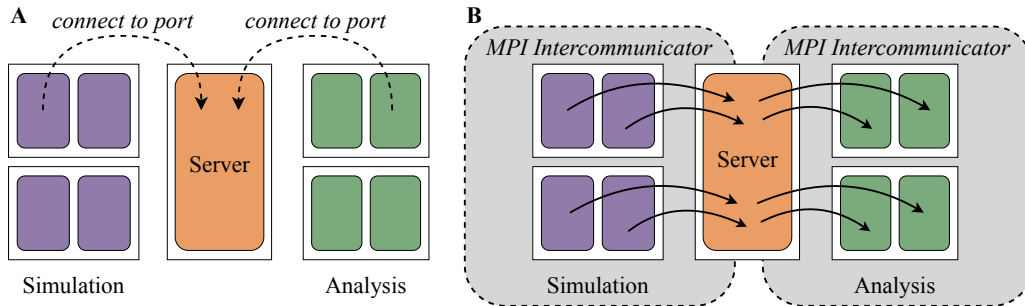 A
connect to port
connect to port
Server
Simulation
Analysis
B
MPI Intercommunicator
MPI Intercommunicator
Server
Simulation
Analysis